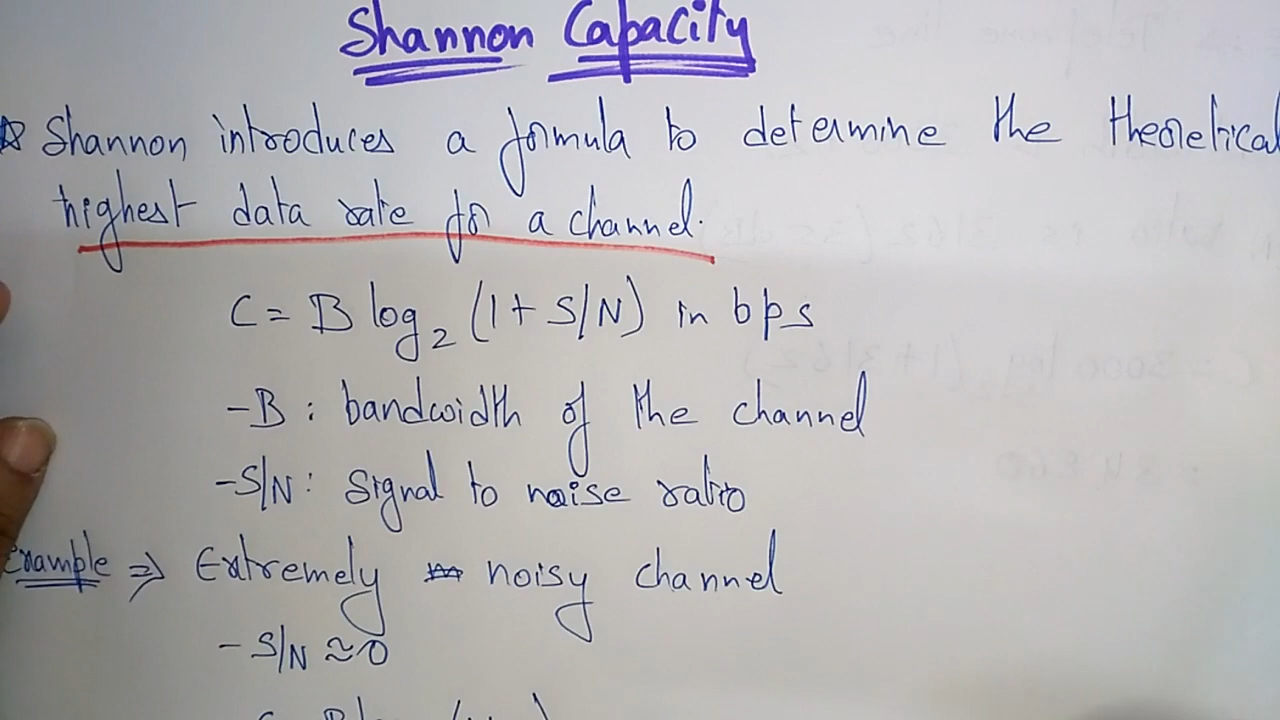 Shannon Capacity
Shannon introduces a formula to determine the theoretical
highest data rate for a channel.
C = B log₂ (1 + S/N) in bps
- B : bandwidth of the channel
- S/N : Signal to noise ratio
Example ⇒ Extremely noisy channel
- S/N ≈ 0